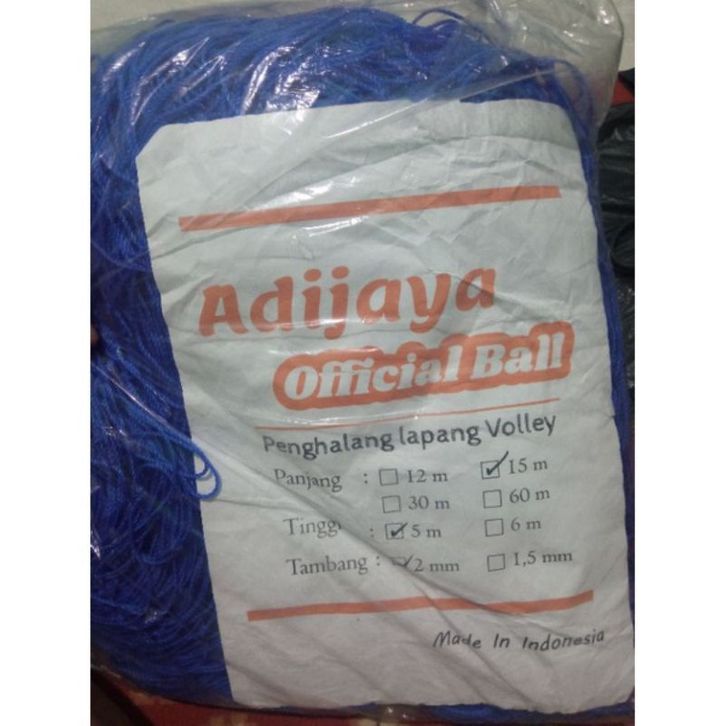 Adijaya
Official Ball
Penghalang lapang Volley
Panjang : ☐ 12 m ☑ 15 m
☐ 30 m ☐ 60 m
Tinggi : ☑ 5 m ☐ 6 m
Tambang : ☑ 2 mm ☐ 1,5 mm
Made In Indonesia